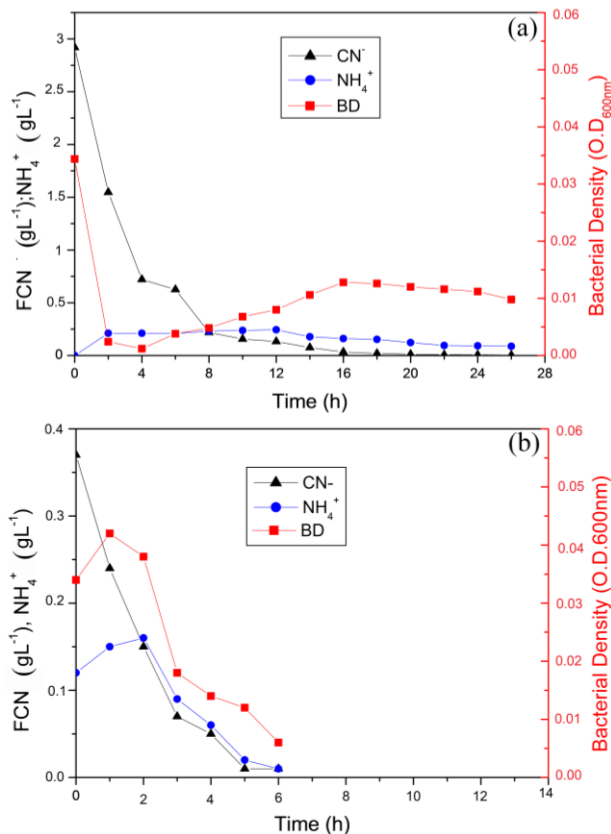 (a)
CN⁻
NH₄⁺
BD
3
2.5
2
1.5
1
0.5
0
FCN⁻ (gL⁻¹);NH₄⁺ (gL⁻¹)
0.06
0.05
0.04
0.03
0.02
0.01
0.00
Bacterial Density (O.D₆₀₀ₙₘ)
0 4 8 12 16 20 24 28
Time (h)
(b)
CN-
NH₄⁺
BD
0.4
0.3
0.2
0.1
0.0
FCN (gL⁻¹), NH₄⁺ (gL⁻¹)
0.06
0.05
0.04
0.03
0.02
0.01
0.00
Bacterial Density (O.D.600nm)
0 2 4 6 8 10 12 14
Time (h)